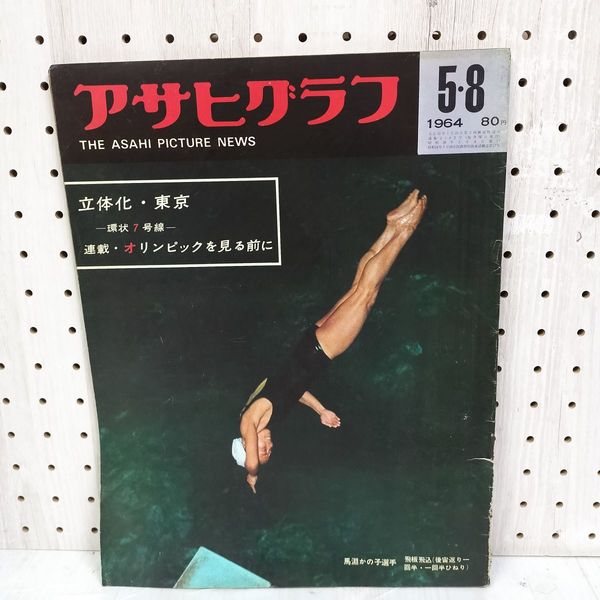 アサヒグラフ
THE ASAHI PICTURE NEWS
5・8
1964 80円
立体化・東京
―環状7号線―
連載・オリンピックを見る前に
馬淵かの子選手 飛板飛込(後宙返り一
回半・一回半ひねり)